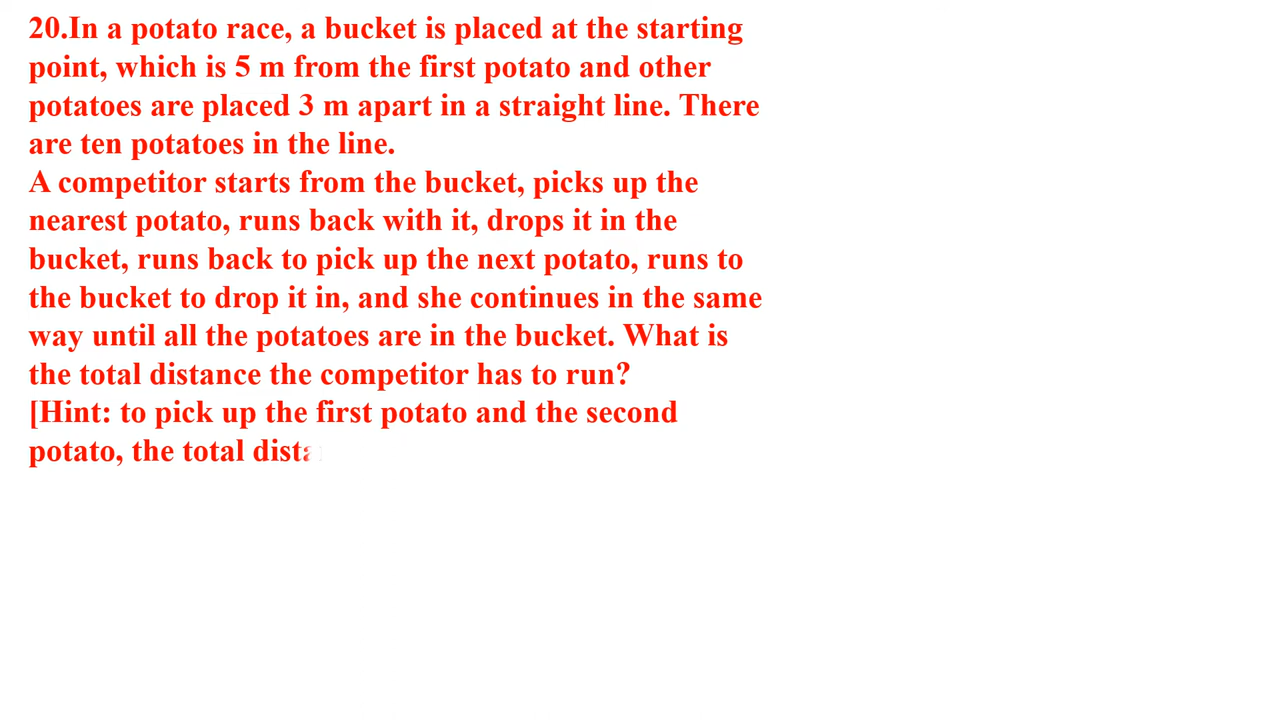 20.In a potato race, a bucket is placed at the starting
point, which is 5 m from the first potato and other
potatoes are placed 3 m apart in a straight line. There
are ten potatoes in the line.
A competitor starts from the bucket, picks up the
nearest potato, runs back with it, drops it in the
bucket, runs back to pick up the next potato, runs to
the bucket to drop it in, and she continues in the same
way until all the potatoes are in the bucket. What is
the total distance the competitor has to run?
[Hint: to pick up the first potato and the second
potato, the total